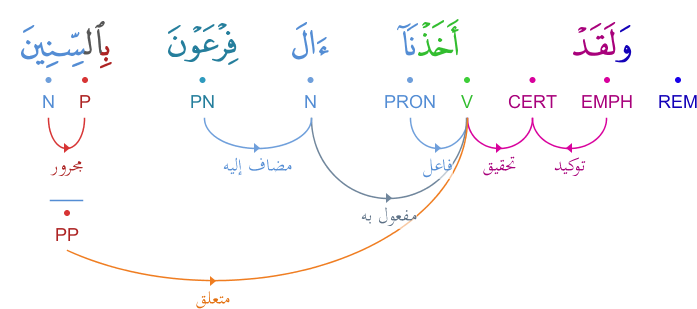 وَلَقَدْ أَخَذْنَآ ءَالَ فِرْعَوْنَ بِٱلسِّنِينَ
REM EMPH CERT V PRON N PN P N
توكيد تحقيق فاعل مضاف إليه مجرور
مفعول به
PP
متعلق